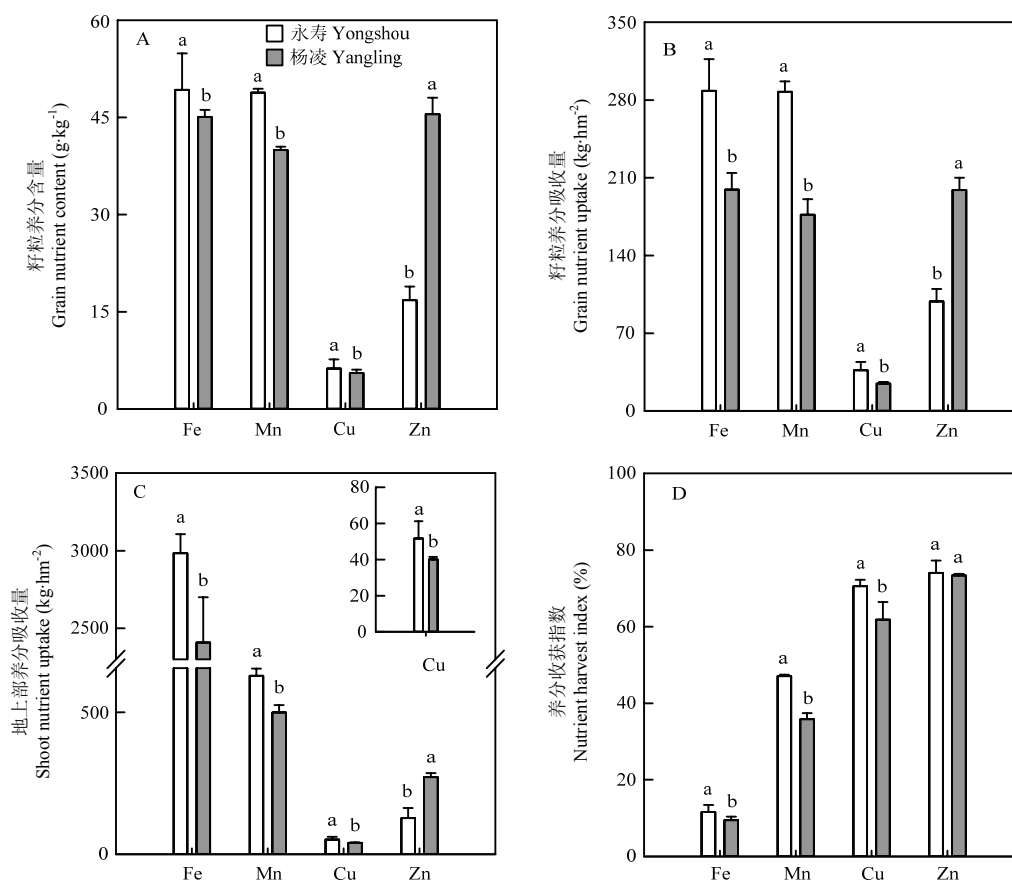 A
永寿 Yongshou
杨凌 Yangling
籽粒养分含量
Grain nutrient content (g·kg⁻¹)
60
45
30
15
0
a
b
a
b
a
b
b
a
Fe
Mn
Cu
Zn
B
籽粒养分吸收量
Grain nutrient uptake (kg·hm⁻²)
350
280
210
140
70
0
a
b
a
b
a
b
b
a
Fe
Mn
Cu
Zn
C
地上部养分吸收量
Shoot nutrient uptake (kg·hm⁻²)
3500
3000
2500
500
0
a
b
a
b
a
b
b
a
80
60
40
20
0
a
b
Cu
Fe
Mn
Cu
Zn
D
养分收获指数
Nutrient harvest index (%)
100
80
60
40
20
0
a
b
a
b
a
b
a
a
Fe
Mn
Cu
Zn